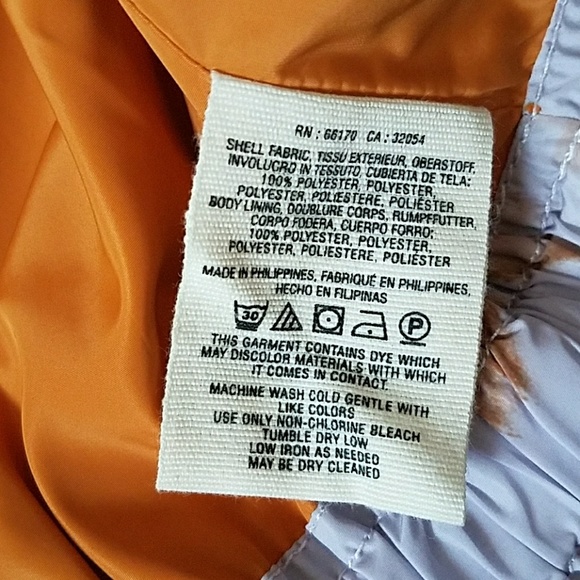 RN : 66170 CA : 32054
SHELL FABRIC, TISSU EXTERIEUR, OBERSTOFF,
INVOLUCRO IN TESSUTO, CUBIERTA DE TELA:
100% POLYESTER, POLYESTER,
POLYESTER, POLIESTERE, POLIÉSTER
BODY LINING, DOUBLURE CORPS, RUMPFFUTTER,
CORPO FODERA, CUERPO FORRO:
100% POLYESTER, POLYESTER,
POLYESTER, POLIESTERE, POLIÉSTER
MADE IN PHILIPPINES, FABRIQUÉ EN PHILIPPINES,
HECHO EN FILIPINAS
30 P
THIS GARMENT CONTAINS DYE WHICH
MAY DISCOLOR MATERIALS WITH WHICH
IT COMES IN CONTACT.
MACHINE WASH COLD GENTLE WITH
LIKE COLORS
USE ONLY NON-CHLORINE BLEACH
TUMBLE DRY LOW
LOW IRON AS NEEDED
MAY BE DRY CLEANED